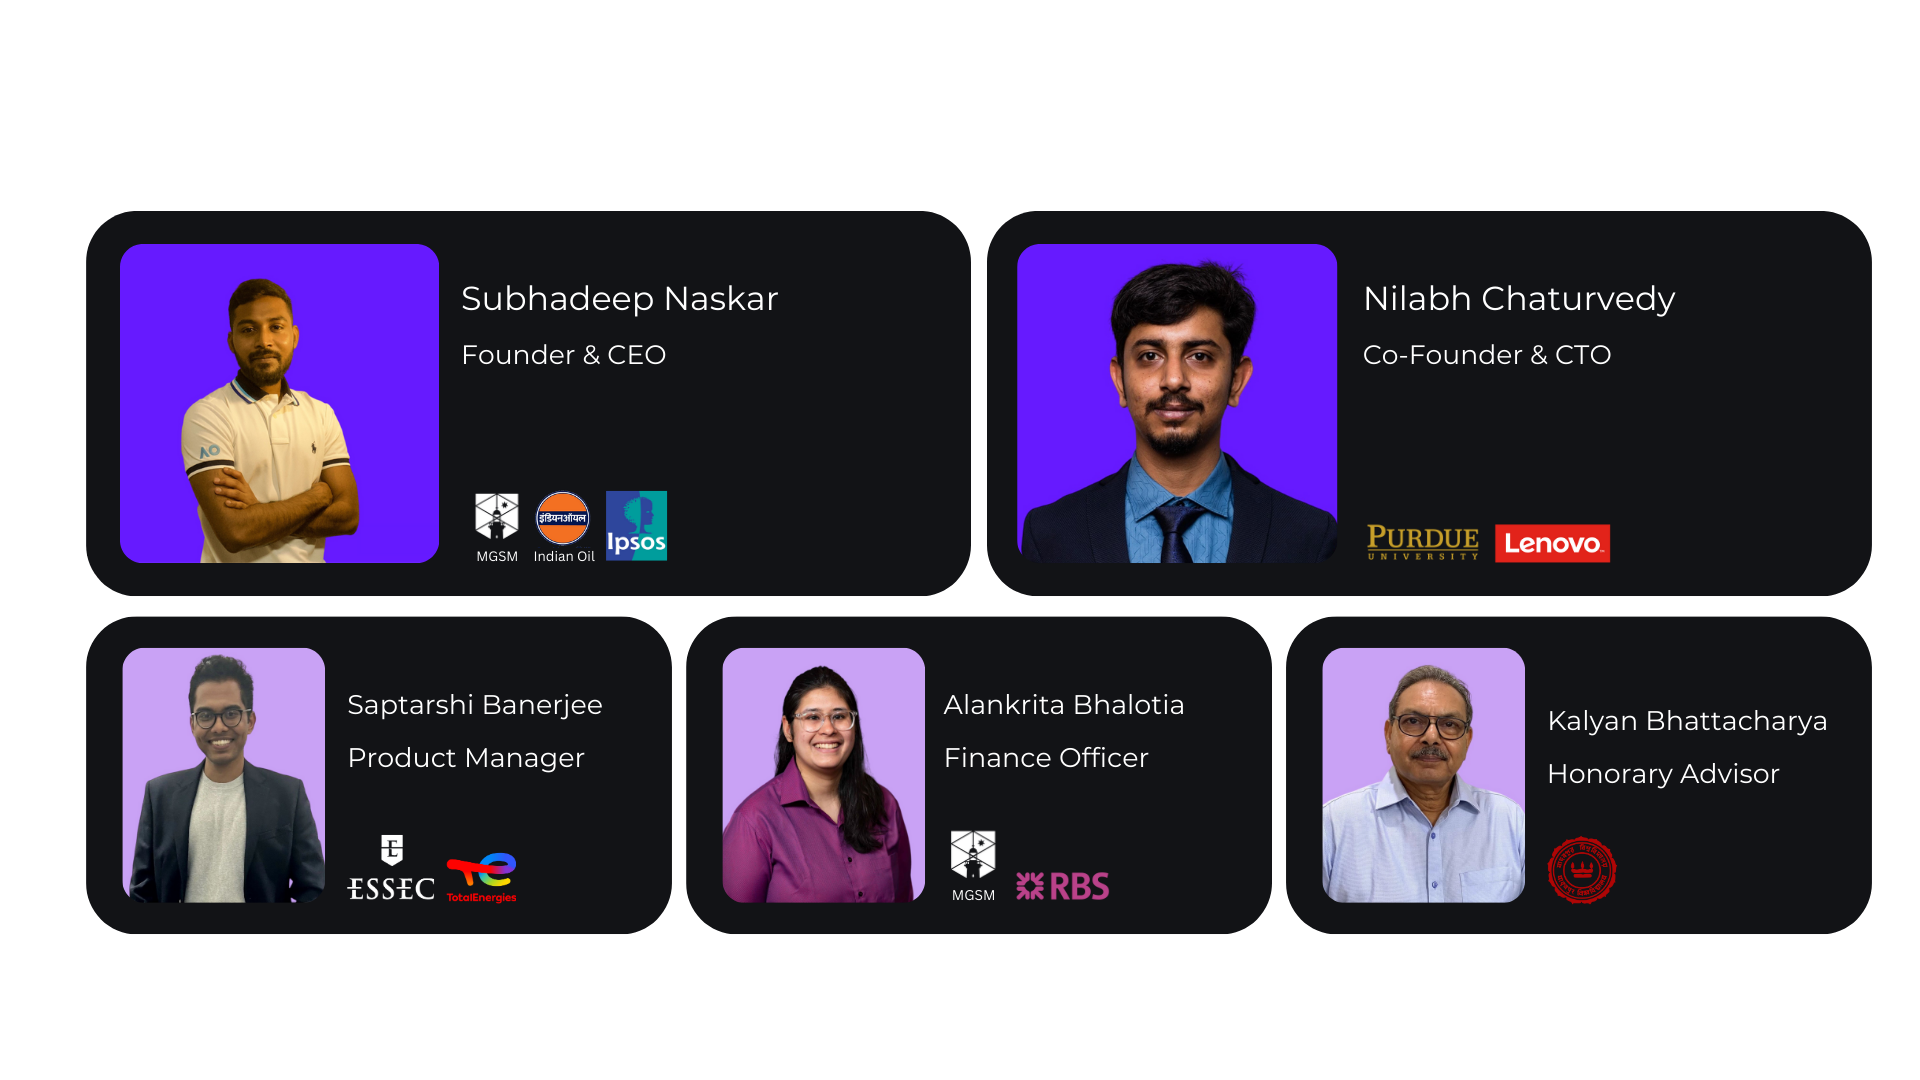 Subhadeep Naskar
Founder & CEO
AO
MGSM
इंडियनऑयल
Indian Oil
Ipsos
Nilabh Chaturvedy
Co-Founder & CTO
PURDUE
UNIVERSITY
Lenovo
Saptarshi Banerjee
Product Manager
E
ESSEC
TotalEnergies
Alankrita Bhalotia
Finance Officer
MGSM
RBS
Kalyan Bhattacharya
Honorary Advisor